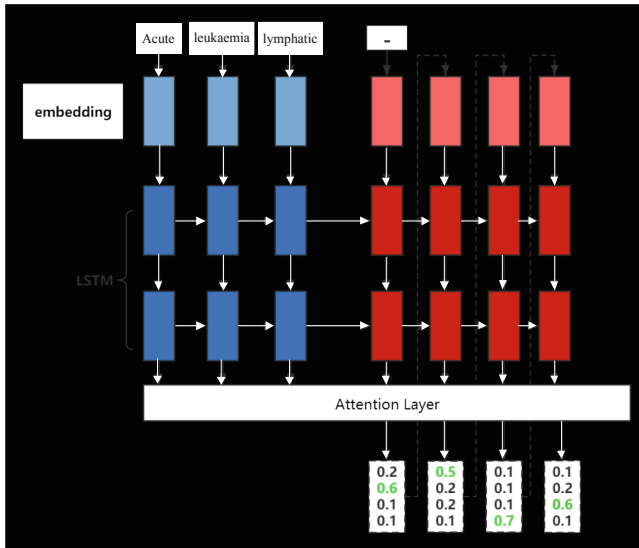 Acute leukaemia lymphatic -
embedding
LSTM
Attention Layer
0.2 0.5 0.1 0.1
0.6 0.2 0.1 0.2
0.1 0.2 0.1 0.6
0.1 0.1 0.7 0.1